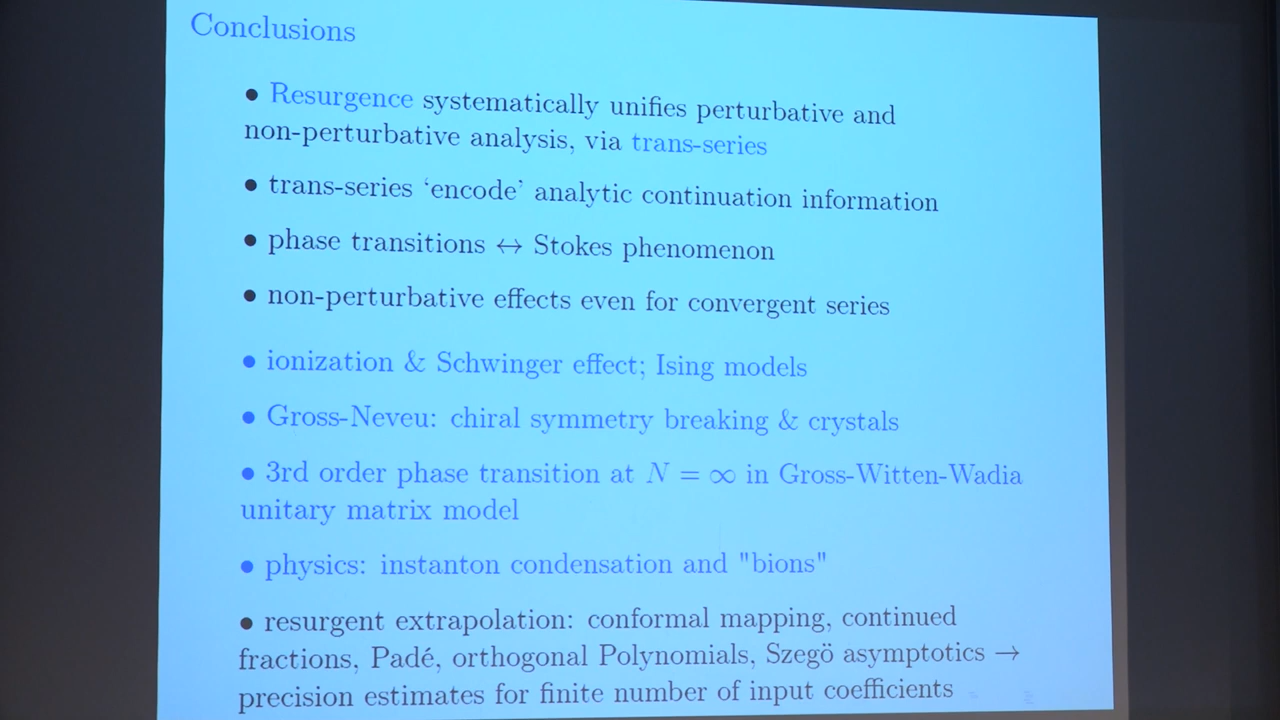 Conclusions
• Resurgence systematically unifies perturbative and
non-perturbative analysis, via trans-series
• trans-series ‘encode’ analytic continuation information
• phase transitions ↔ Stokes phenomenon
• non-perturbative effects even for convergent series
• ionization & Schwinger effect; Ising models
• Gross-Neveu: chiral symmetry breaking & crystals
• 3rd order phase transition at N = ∞ in Gross-Witten-Wadia
unitary matrix model
• physics: instanton condensation and "bions"
• resurgent extrapolation: conformal mapping, continued
fractions, Padé, orthogonal Polynomials, Szegö asymptotics →
precision estimates for finite number of input coefficients